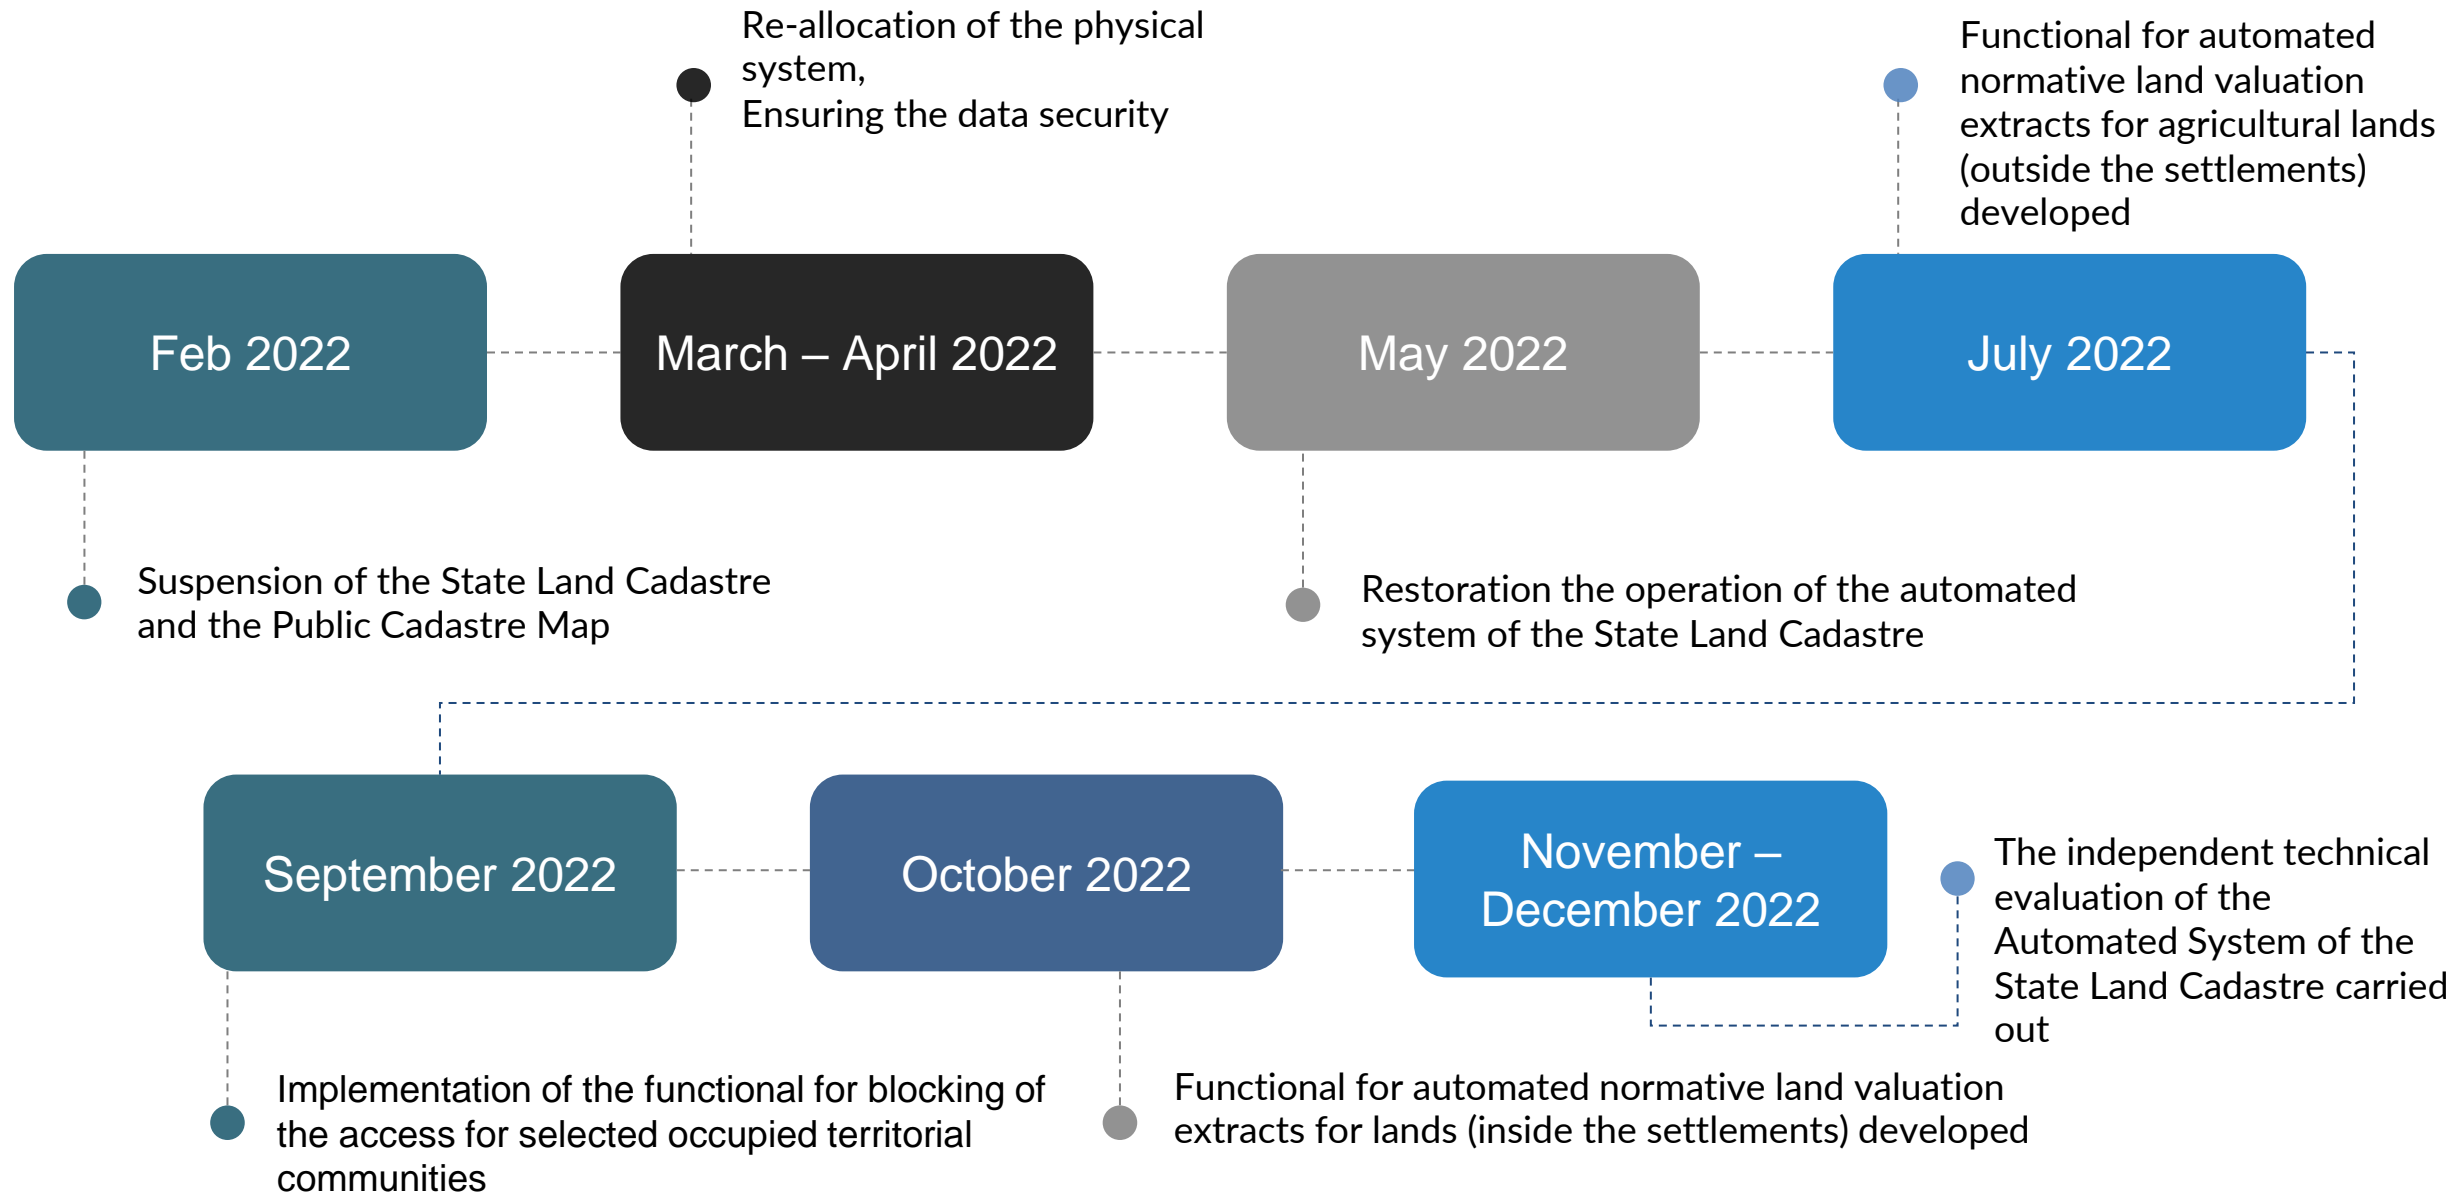 Re-allocation of the physical
system,
Ensuring the data security
Functional for automated
normative land valuation
extracts for agricultural lands
(outside the settlements)
developed
Feb 2022
March – April 2022
May 2022
July 2022
Suspension of the State Land Cadastre
and the Public Cadastre Map
Restoration the operation of the automated
system of the State Land Cadastre
September 2022
October 2022
November –
December 2022
The independent technical
evaluation of the
Automated System of the
State Land Cadastre carried
out
Implementation of the functional for blocking of
the access for selected occupied territorial
communities
Functional for automated normative land valuation
extracts for lands (inside the settlements) developed